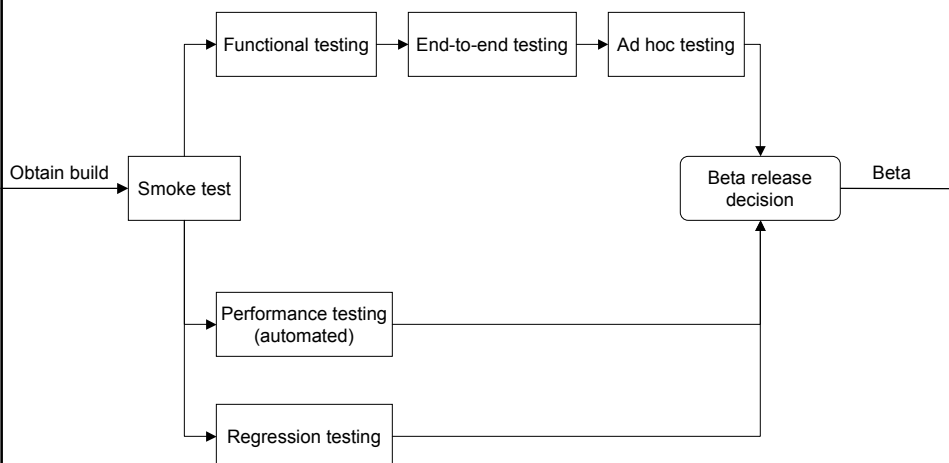 Functional testing
End-to-end testing
Ad hoc testing
Obtain build
Smoke test
Beta release
decision
Beta
Performance testing
(automated)
Regression testing